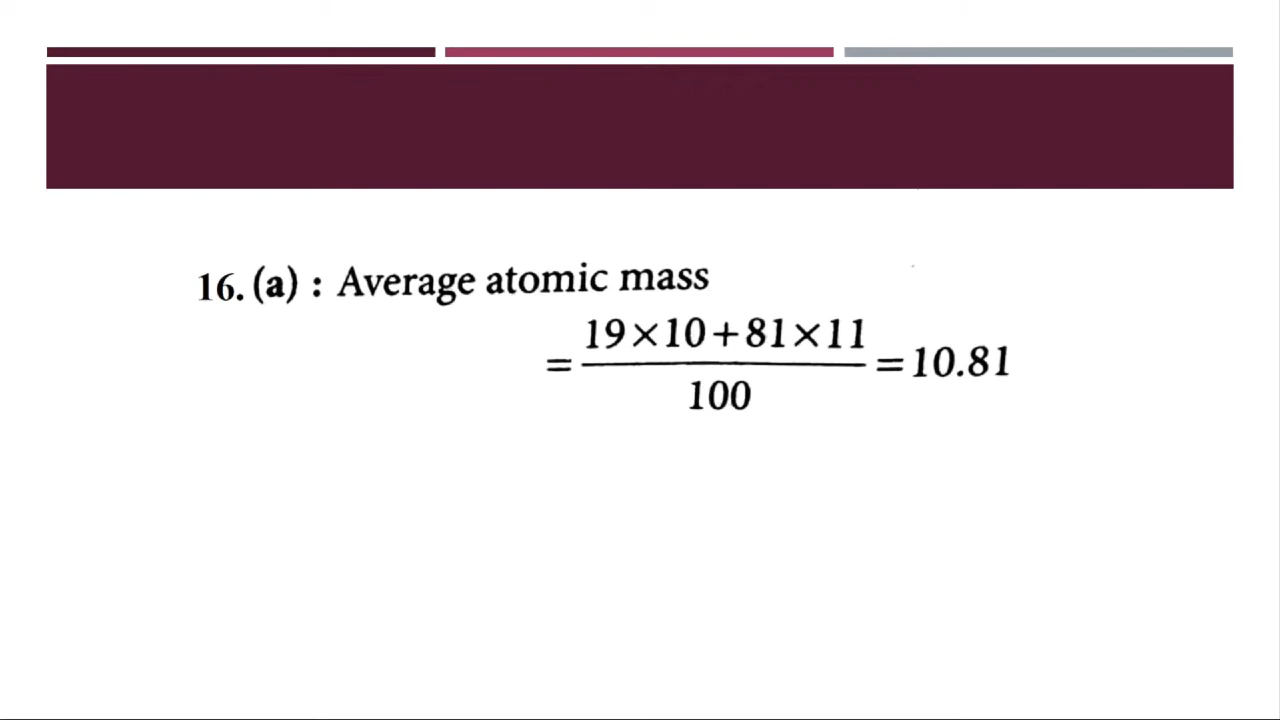 16. (a) : Average atomic mass
= 19×10+81×11 / 100 = 10.81